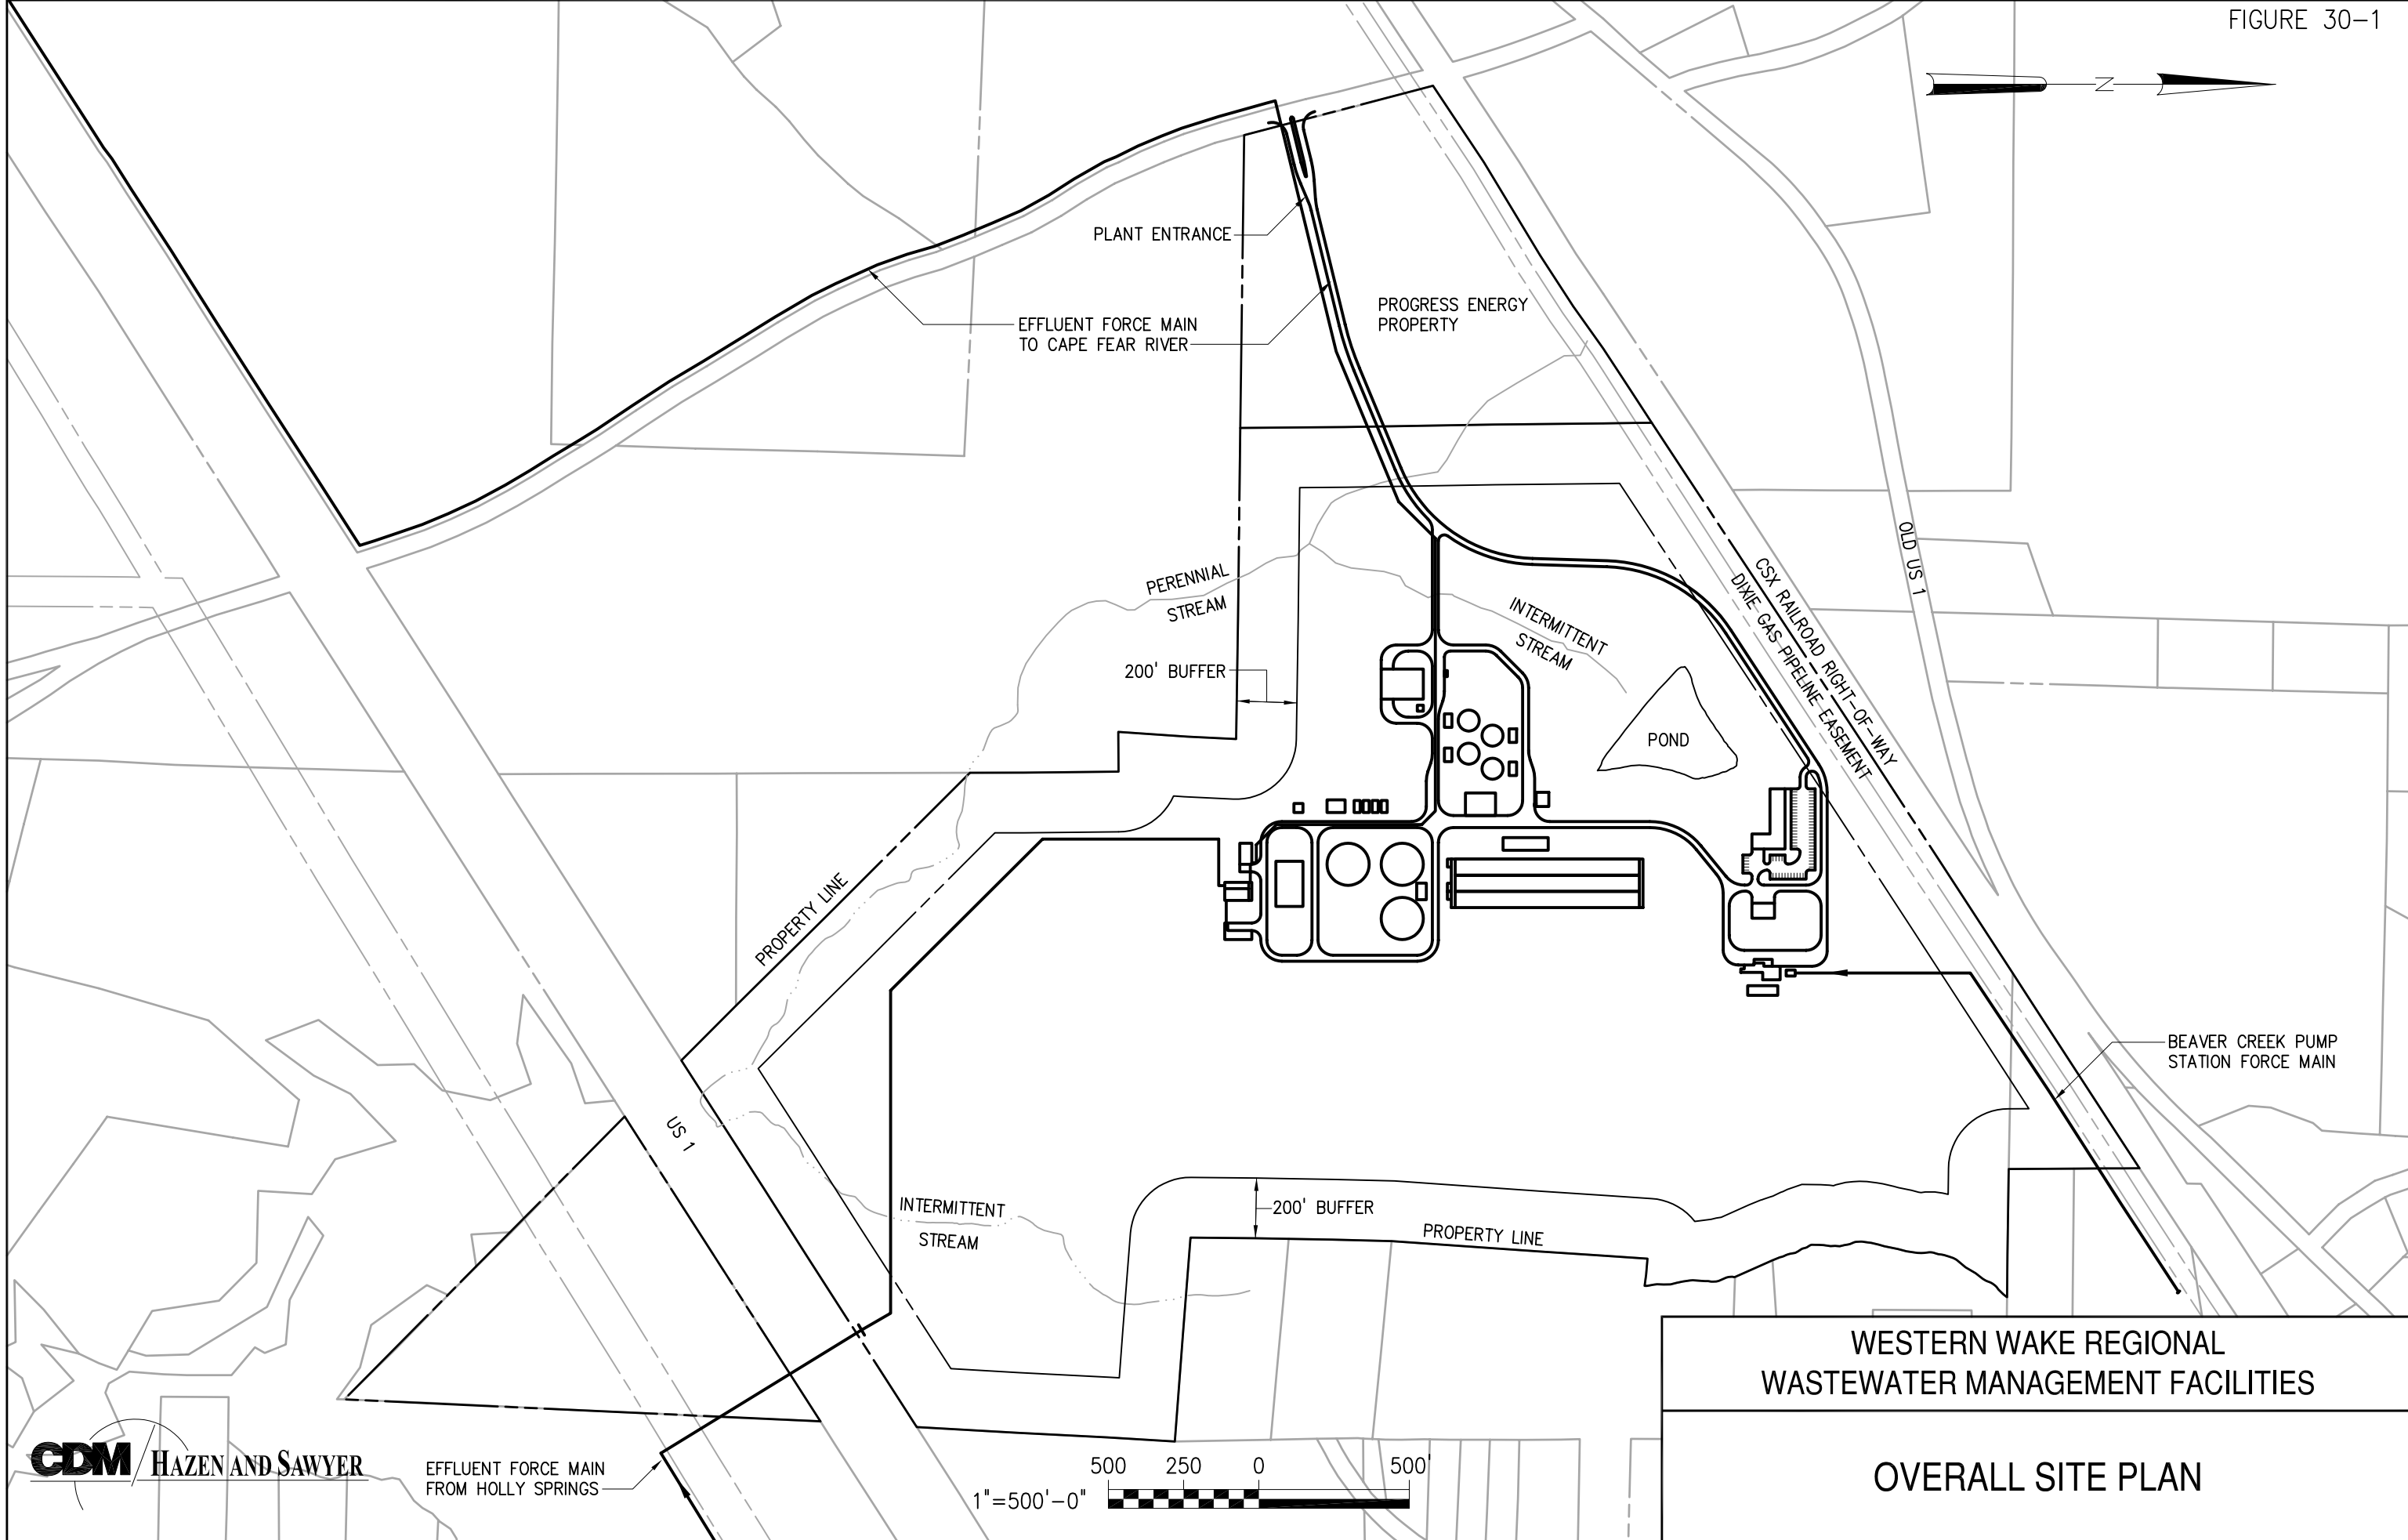 FIGURE 30-1
N
PLANT ENTRANCE
EFFLUENT FORCE MAIN
TO CAPE FEAR RIVER
PROGRESS ENERGY
PROPERTY
OLD US 1
CSX RAILROAD RIGHT-OF-WAY
DIXIE GAS PIPELINE EASEMENT
PERENNIAL
STREAM
INTERMITTENT
STREAM
200' BUFFER
POND
PROPERTY LINE
BEAVER CREEK PUMP
STATION FORCE MAIN
US 1
INTERMITTENT
STREAM
200' BUFFER
PROPERTY LINE
WESTERN WAKE REGIONAL
WASTEWATER MANAGEMENT FACILITIES
OVERALL SITE PLAN
CDM HAZEN AND SAWYER
EFFLUENT FORCE MAIN
FROM HOLLY SPRINGS
500 250 0 500'
1"=500'-0"